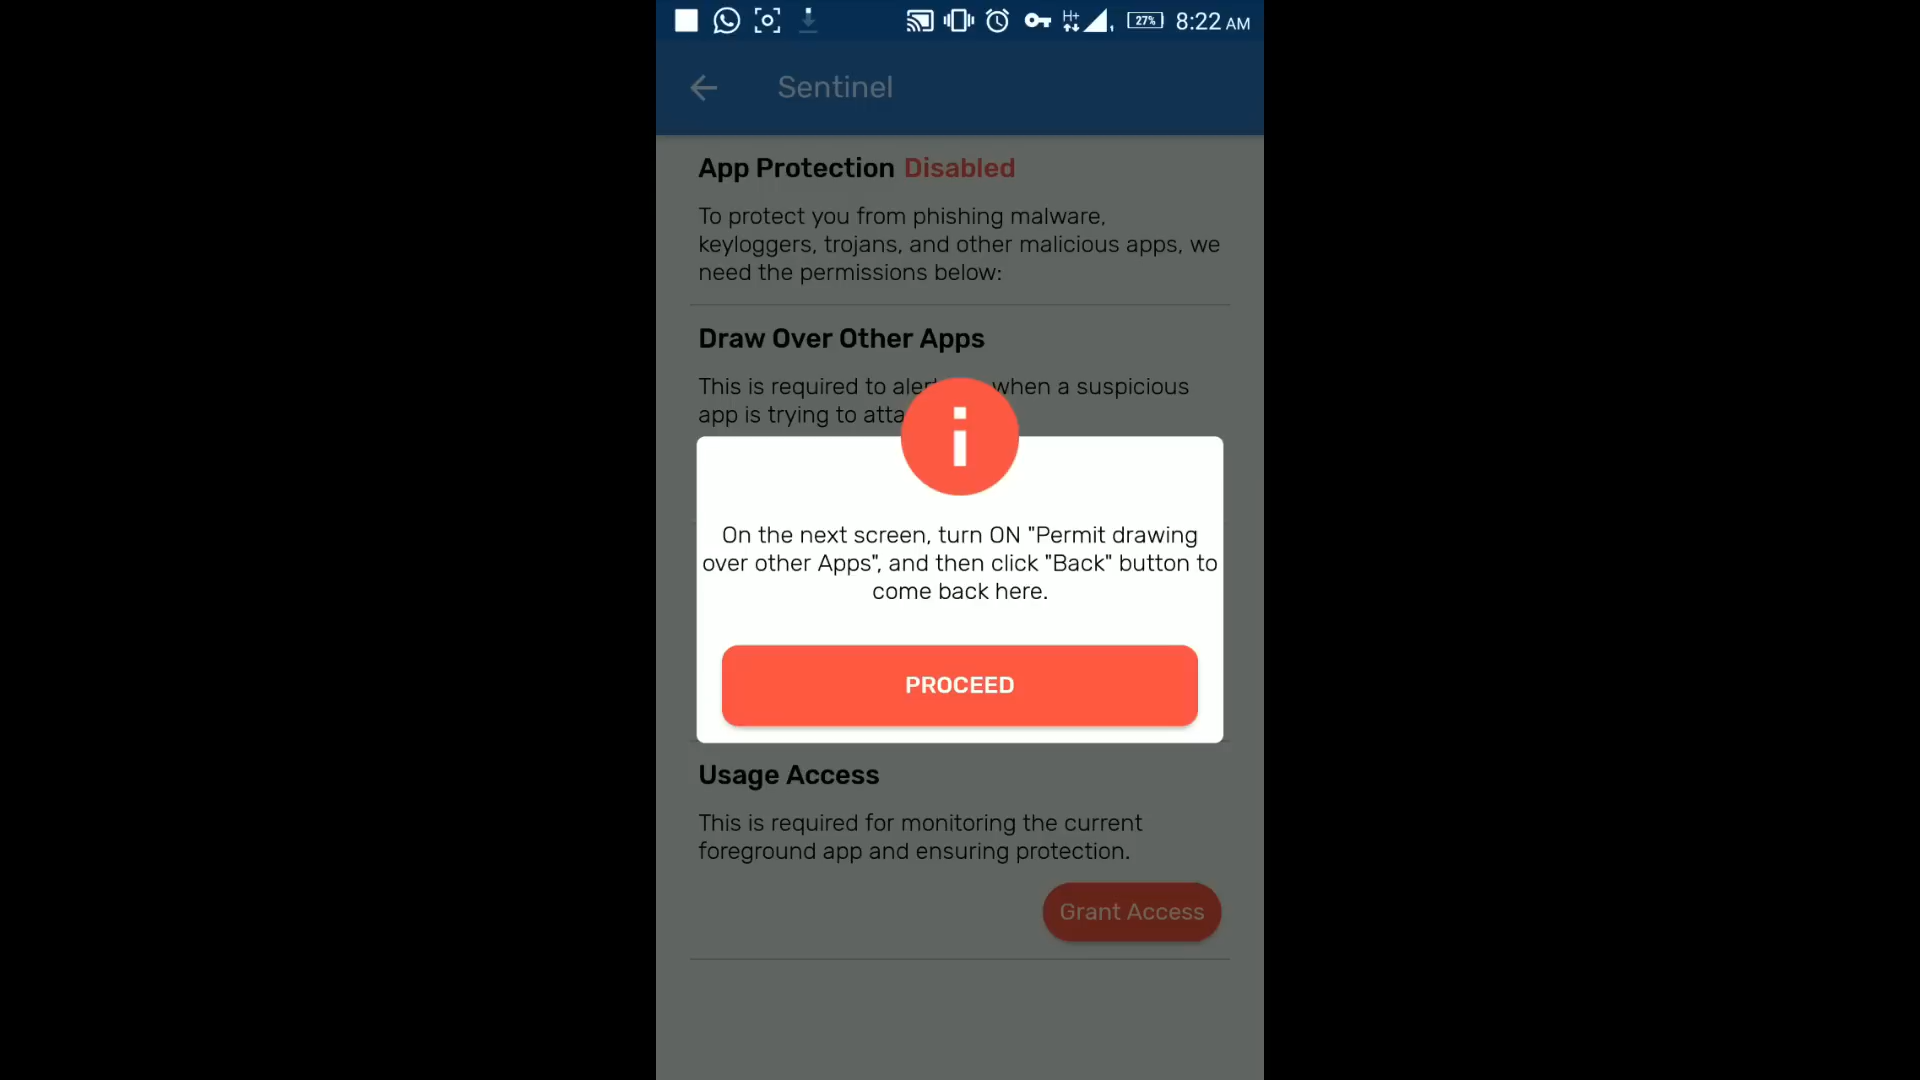 H+ 27% 8:22 AM
Sentinel
App Protection Disabled
To protect you from phishing malware,
keyloggers, trojans, and other malicious apps, we
need the permissions below:
Draw Over Other Apps
This is required to when a suspicious
app is trying to
On the next screen, turn ON "Permit drawing
over other Apps", and then click "Back" button to
come back here.
PROCEED
Usage Access
This is required for monitoring the current
foreground app and ensuring protection.
Grant Access